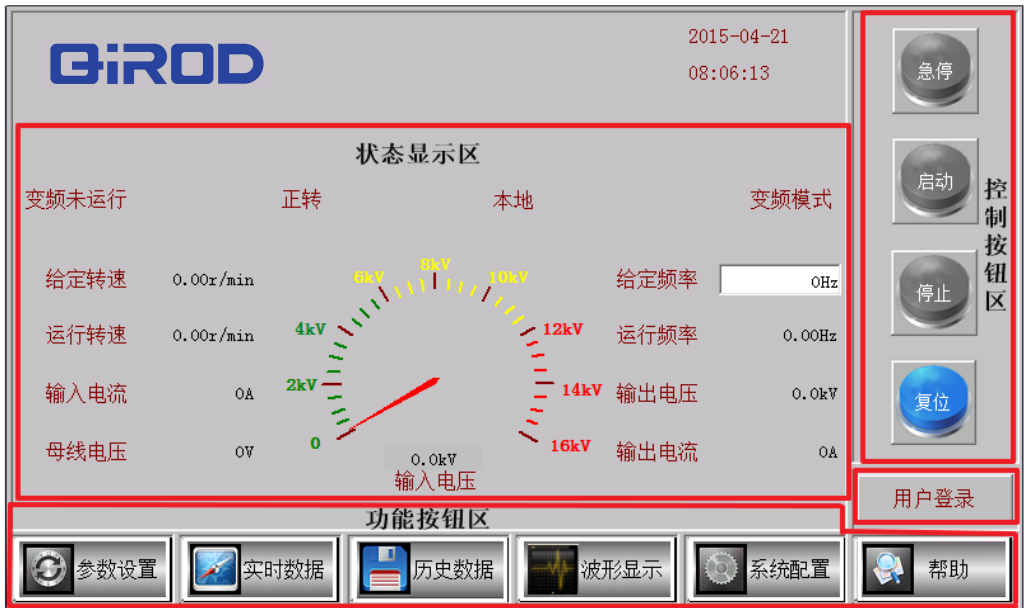 QiROD
2015-04-21
08:06:13
状态显示区
变频未运行 正转 本地 变频模式
给定转速 0.00r/min
运行转速 0.00r/min
输入电流 0A
母线电压 0V
0
2kV
4kV
6kV
8kV
10kV
12kV
14kV
16kV
0.0kV
输入电压
给定频率 0Hz
运行频率 0.00Hz
输出电压 0.0kV
输出电流 0A
急停
启动
停止
复位
控制按钮区
用户登录
功能按钮区
参数设置 实时数据 历史数据 波形显示 系统配置 帮助